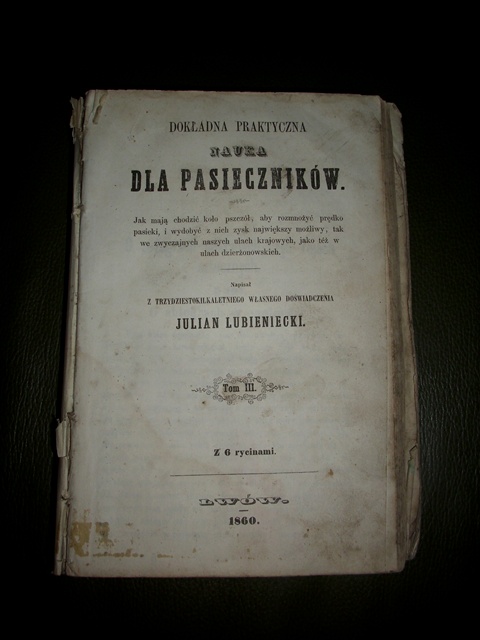 DOKŁADNA PRAKTYCZNA
NAUKA
DLA PASIECZNIKÓW.
Jak mają chodzić koło pszczół, aby rozmnożyć prędko
pasieki, i wydobyć z nich zysk największy możliwy, tak
we zwyczajnych naszych ulach krajowych, jako też w
ulach dzierżonowskich.
Napisał
Z TRZYDZIESTOKILKALETNIEGO WŁASNEGO DOŚWIADCZENIA
JULIAN LUBIENIECKI.
Tom III.
Z 6 rycinami.
LWÓW.
1860.